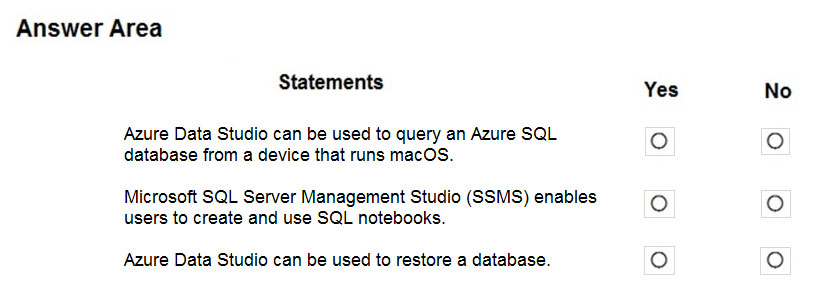 Answer Area
Statements
Yes
No
Azure Data Studio can be used to query an Azure SQL
database from a device that runs macOS.
Microsoft SQL Server Management Studio (SSMS) enables
users to create and use SQL notebooks.
Azure Data Studio can be used to restore a database.